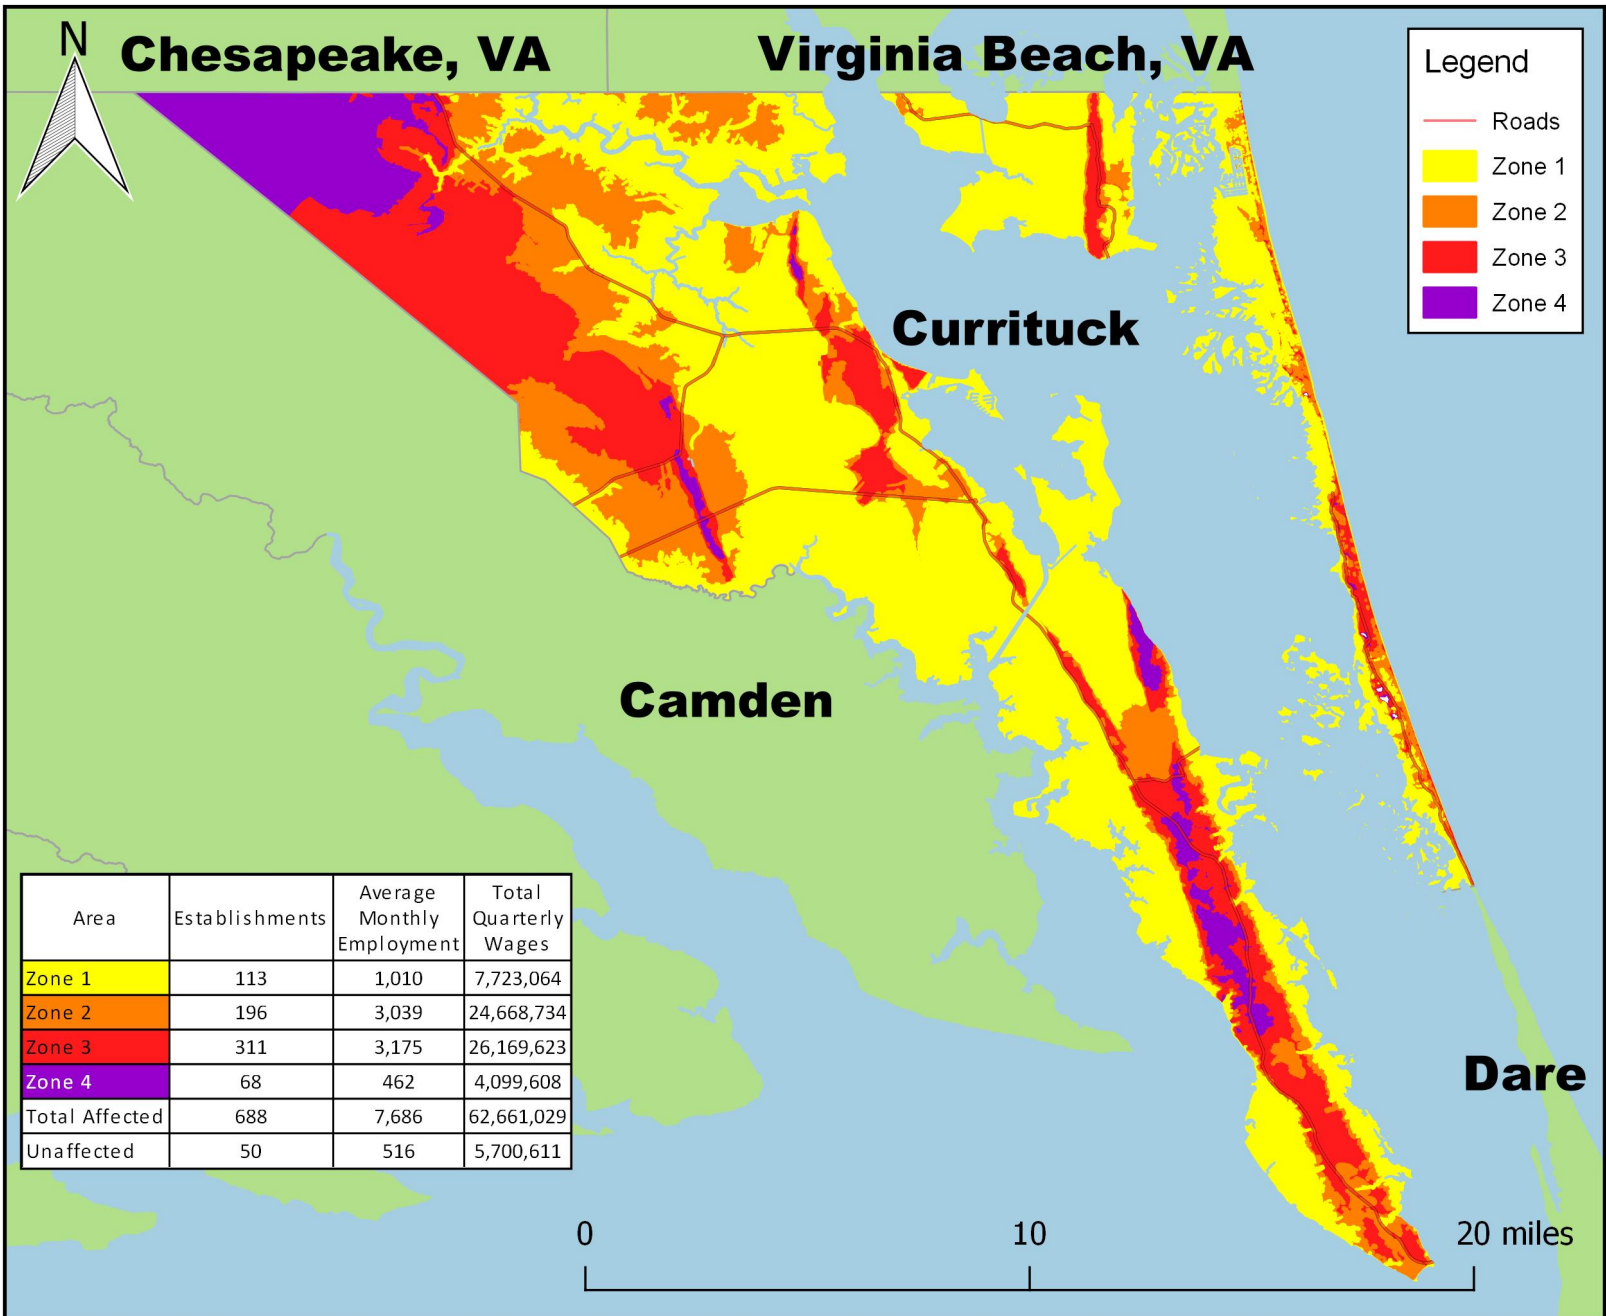 N
Chesapeake, VA
Virginia Beach, VA
Legend
Roads
Zone 1
Zone 2
Zone 3
Zone 4
Currituck
Camden
Dare
Area Establishments Average Monthly Employment Total Quarterly Wages
Zone 1 113 1,010 7,723,064
Zone 2 196 3,039 24,668,734
Zone 3 311 3,175 26,169,623
Zone 4 68 462 4,099,608
Total Affected 688 7,686 62,661,029
Unaffected 50 516 5,700,611
0 10 20 miles